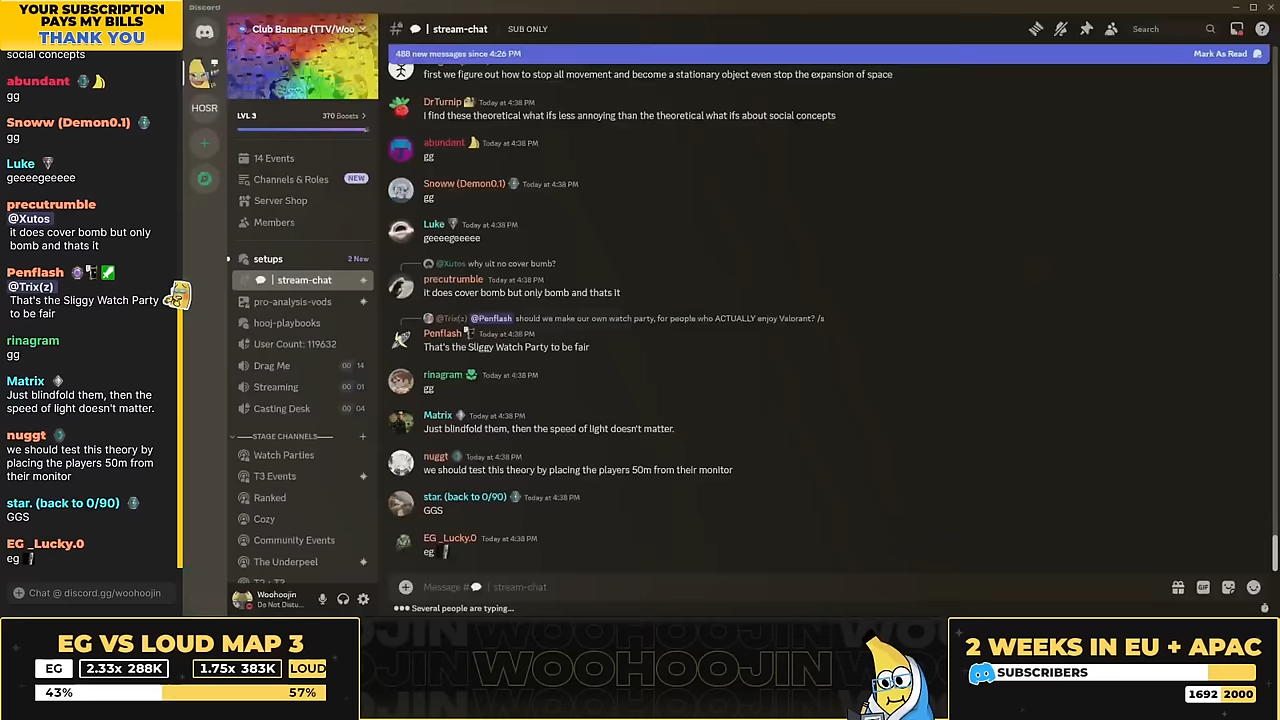 YOUR SUBSCRIPTION
PAYS MY BILLS
THANK YOU
social concepts
abundant
gg
Snoww (Demon0.1)
gg
Luke
geeeegeeeee
precutrumble
@Xutos
it does cover bomb but only
bomb and thats it
Penflash
@Trix(z)
That's the Sliggy Watch Party
to be fair
rinagram
gg
Matrix
Just blindfold them, then the
speed of light doesn't matter.
nuggt
we should test this theory by
placing the players 50m from
their monitor
star. (back to 0/90)
GGS
EG _Lucky.0
eg
Chat @ discord.gg/woohoojin
Discord
HOSR
Club Banana (TTV/Woo
LVL 3
370 Boosts >
14 Events
Channels & Roles NEW
Server Shop
Members
setups 2 New
stream-chat
pro-analysis-vods
hooj-playbooks
User Count: 119632
Drag Me 00 14
Streaming 00 01
Casting Desk 00 04
STAGE CHANNELS
Watch Parties
T3 Events
Ranked
Cozy
Community Events
The Underpeel
Woohoojin
Do Not Distu...
| stream-chat SUB ONLY
Search
488 new messages since 4:26 PM
Mark As Read
first we figure out how to stop all movement and become a stationary object even stop the expansion of space
DrTurnip Today at 4:38 PM
I find these theoretical what ifs less annoying than the theoretical what ifs about social concepts
abundant Today at 4:38 PM
gg
Snoww (Demon0.1) Today at 4:38 PM
gg
Luke Today at 4:38 PM
geeeegeeeee
@Xutos why ult no cover bomb?
precutrumble Today at 4:38 PM
it does cover bomb but only bomb and thats it
@Trix(z) @Penflash should we make our own watch party, for people who ACTUALLY enjoy Valorant? /s
Penflash Today at 4:38 PM
That's the Sliggy Watch Party to be fair
rinagram Today at 4:38 PM
gg
Matrix Today at 4:38 PM
Just blindfold them, then the speed of light doesn't matter.
nuggt Today at 4:38 PM
we should test this theory by placing the players 50m from their monitor
star. (back to 0/90) Today at 4:38 PM
GGS
EG _Lucky.0 Today at 4:38 PM
eg
Message # | stream-chat
GIF
Several people are typing...
EG VS LOUD MAP 3
EG 2.33x 288K 1.75x 383K LOUD
43% 57%
WOOHOOJIN
2 WEEKS IN EU + APAC
SUBSCRIBERS
1692 2000